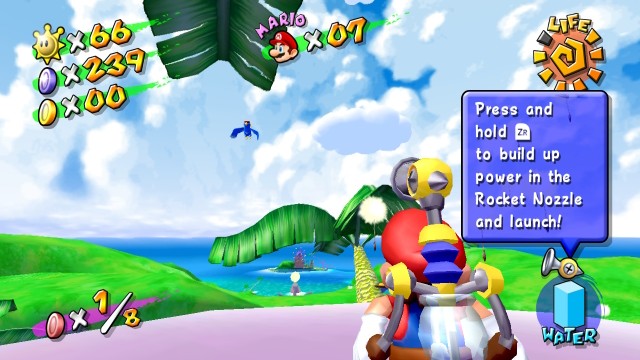 ×66
MARIO
×07
LIFE
×239
×00
Press and
hold ZR
to build up
power in the
Rocket Nozzle
and launch!
×1/8
WATER